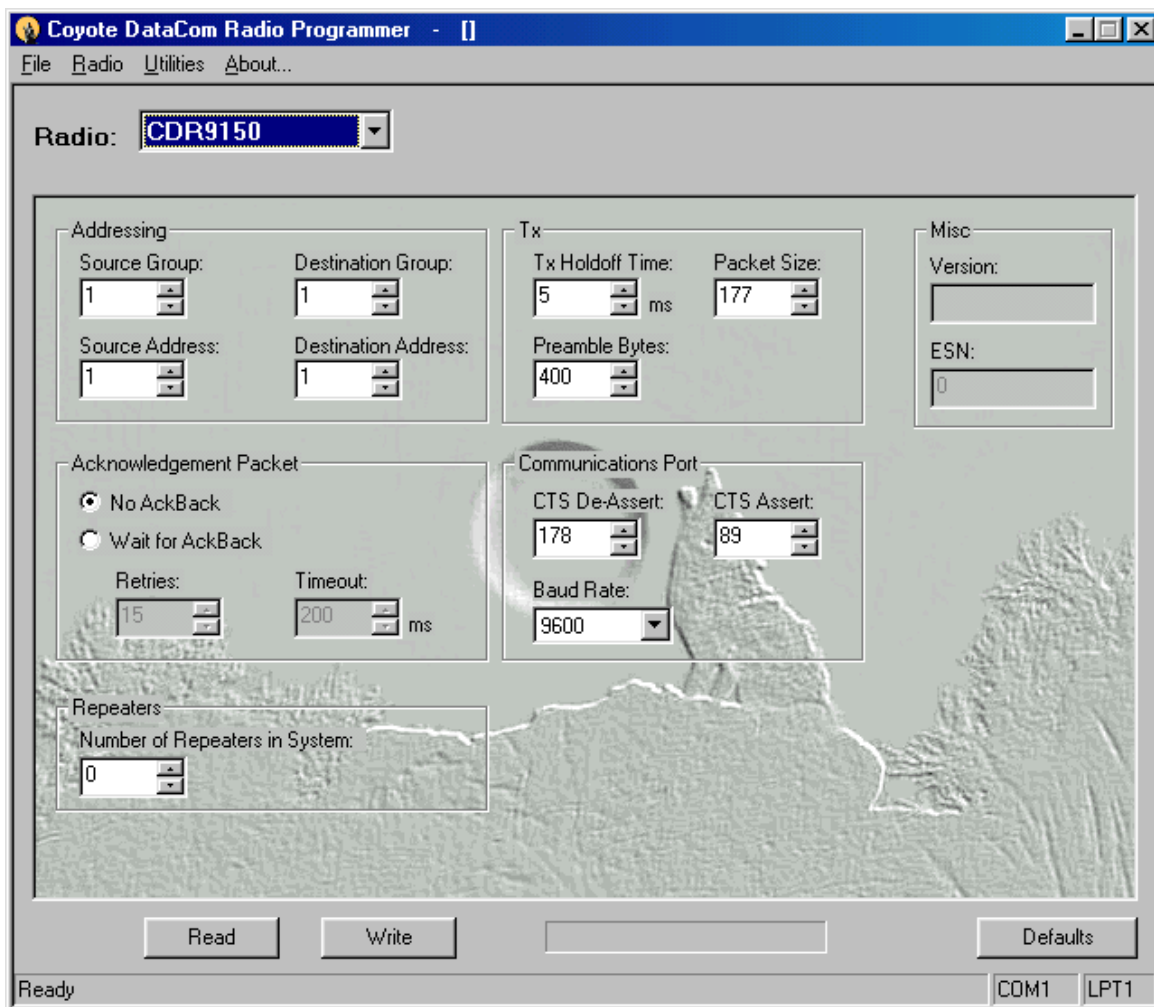 Coyote DataCom Radio Programmer - []
File Radio Utilities About...
Radio: CDR9150
Addressing
Source Group: Destination Group:
1 1
Source Address: Destination Address:
1 1
Tx
Tx Holdoff Time: Packet Size:
5 ms 177
Preamble Bytes:
400
Misc
Version:
ESN:
0
Acknowledgement Packet
No AckBack
Wait for AckBack
Retries: Timeout:
15 200 ms
Communications Port
CTS De-Assert: CTS Assert:
178 89
Baud Rate:
9600
Repeaters
Number of Repeaters in System:
0
Read Write Defaults
Ready COM1 LPT1